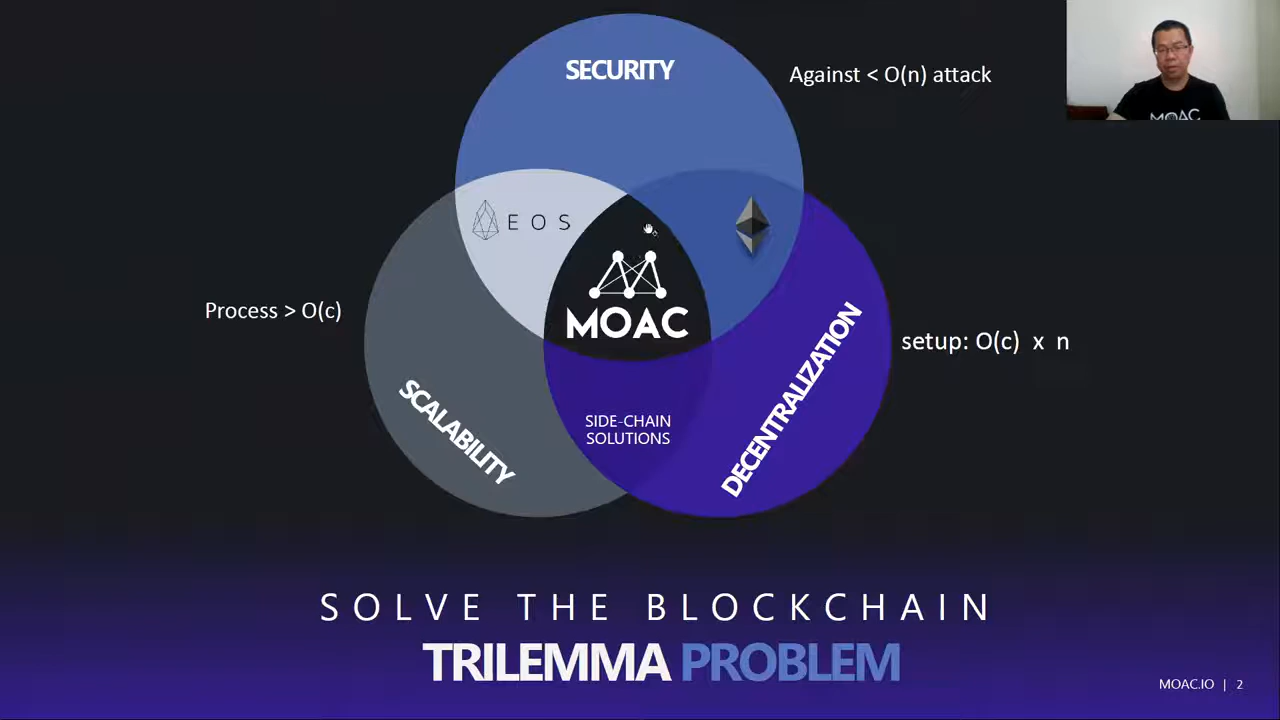 SECURITY
Against < O(n) attack
MOAC
EOS
MOAC
Process > O(c)
setup: O(c) x n
SCALABILITY
DECENTRALIZATION
SIDE-CHAIN
SOLUTIONS
SOLVE THE BLOCKCHAIN
TRILEMMA PROBLEM
MOAC.IO | 2